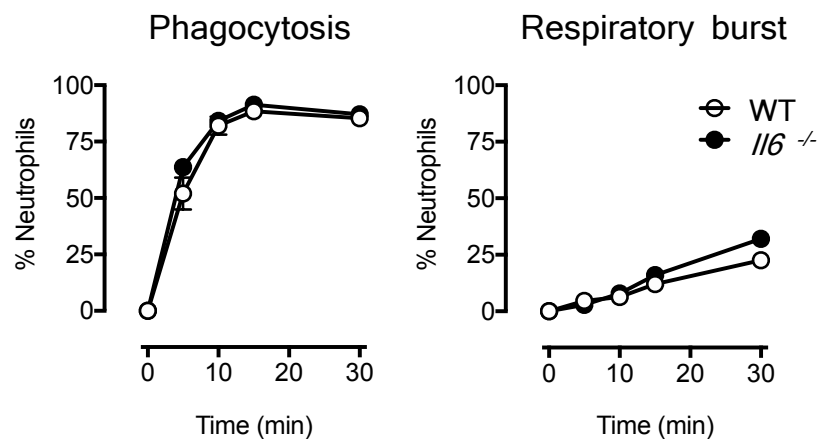 Phagocytosis
% Neutrophils
100
75
50
25
0
0 10 20 30
Time (min)
Respiratory burst
% Neutrophils
100
75
50
25
0
WT
Il6 -/-
0 10 20 30
Time (min)